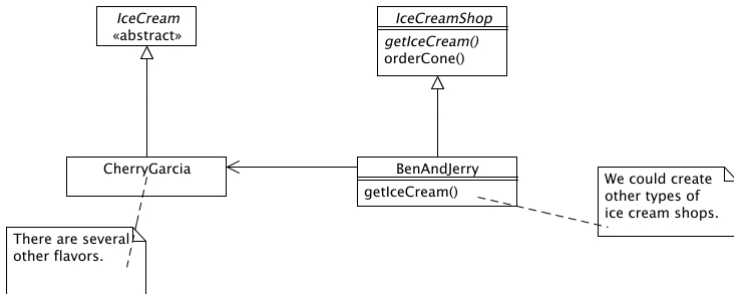 IceCream
«abstract»
IceCreamShop
getIceCream()
orderCone()
CherryGarcia
BenAndJerry
getIceCream()
We could create
other types of
ice cream shops.
There are several
other flavors.